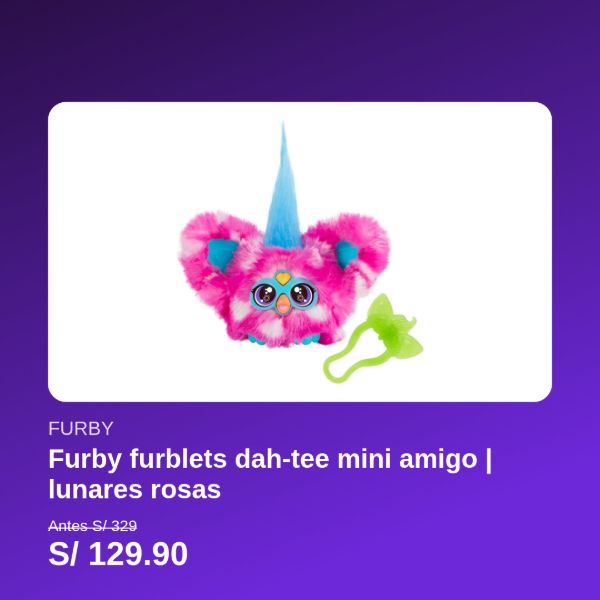 FURBY
Furby furblets dah-tee mini amigo |
lunares rosas
Antes S/ 329
S/ 129.90